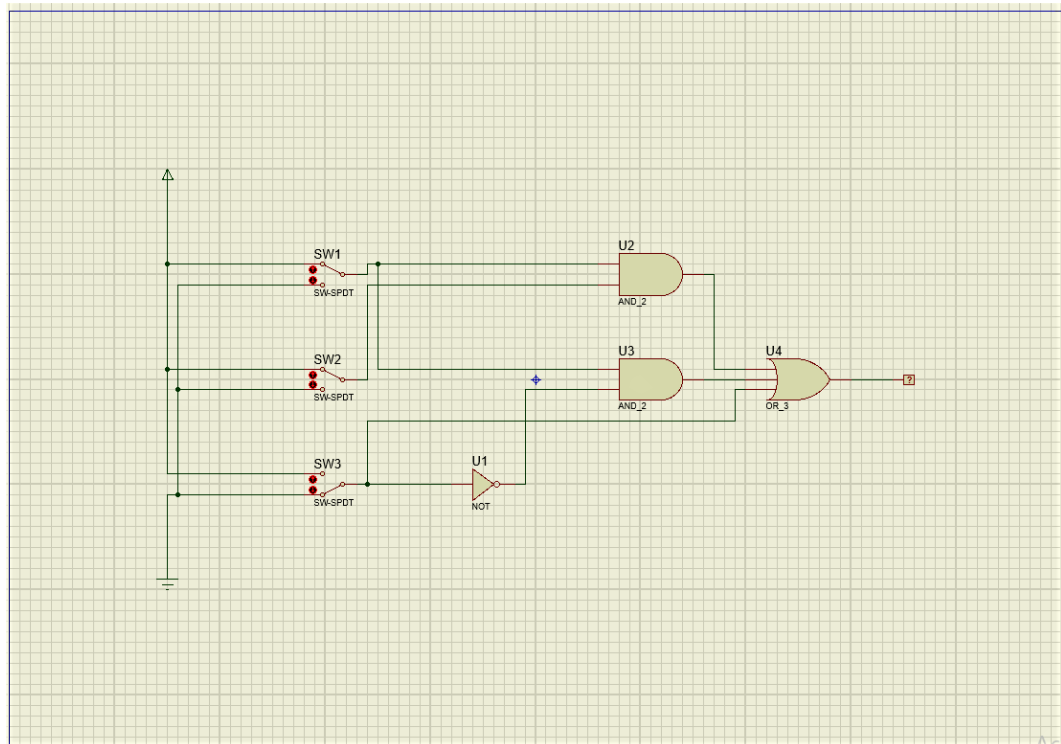 SW1
SW-SPDT
SW2
SW-SPDT
SW3
SW-SPDT
U1
NOT
U2
AND_2
U3
AND_2
U4
OR_3
?